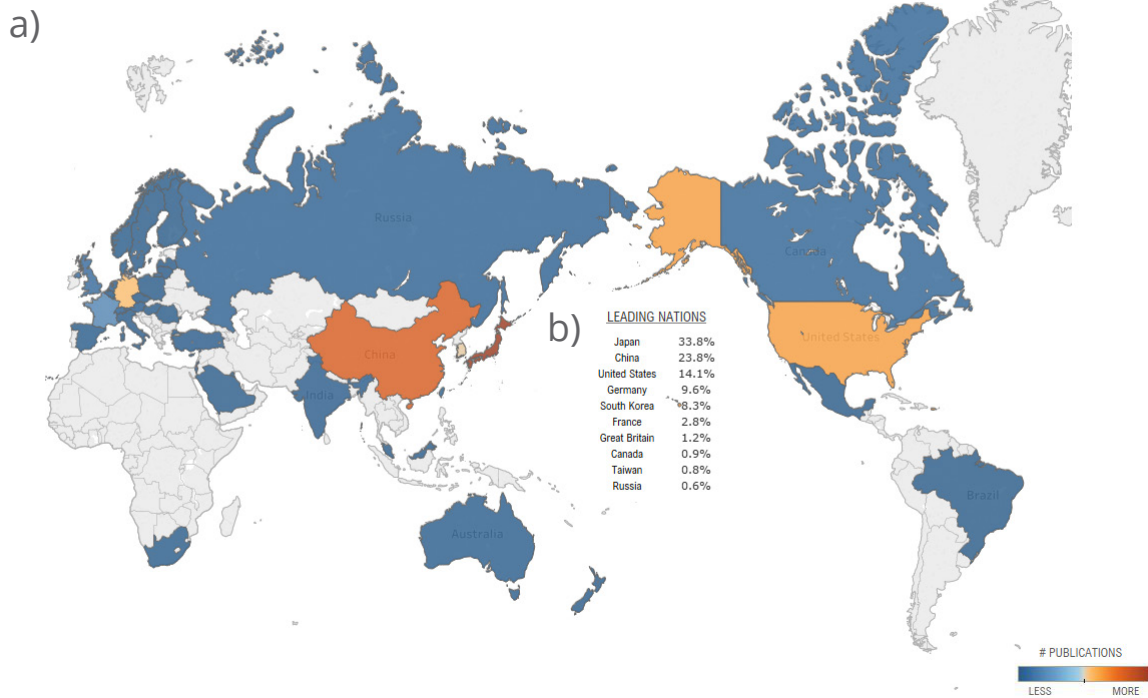 a)
Russia
Canada
b)
LEADING NATIONS
Japan 33.8%
China 23.8%
United States 14.1%
Germany 9.6%
South Korea 8.3%
France 2.8%
Great Britain 1.2%
Canada 0.9%
Taiwan 0.8%
Russia 0.6%
United States
China
India
Brazil
Australia
# PUBLICATIONS
LESS MORE